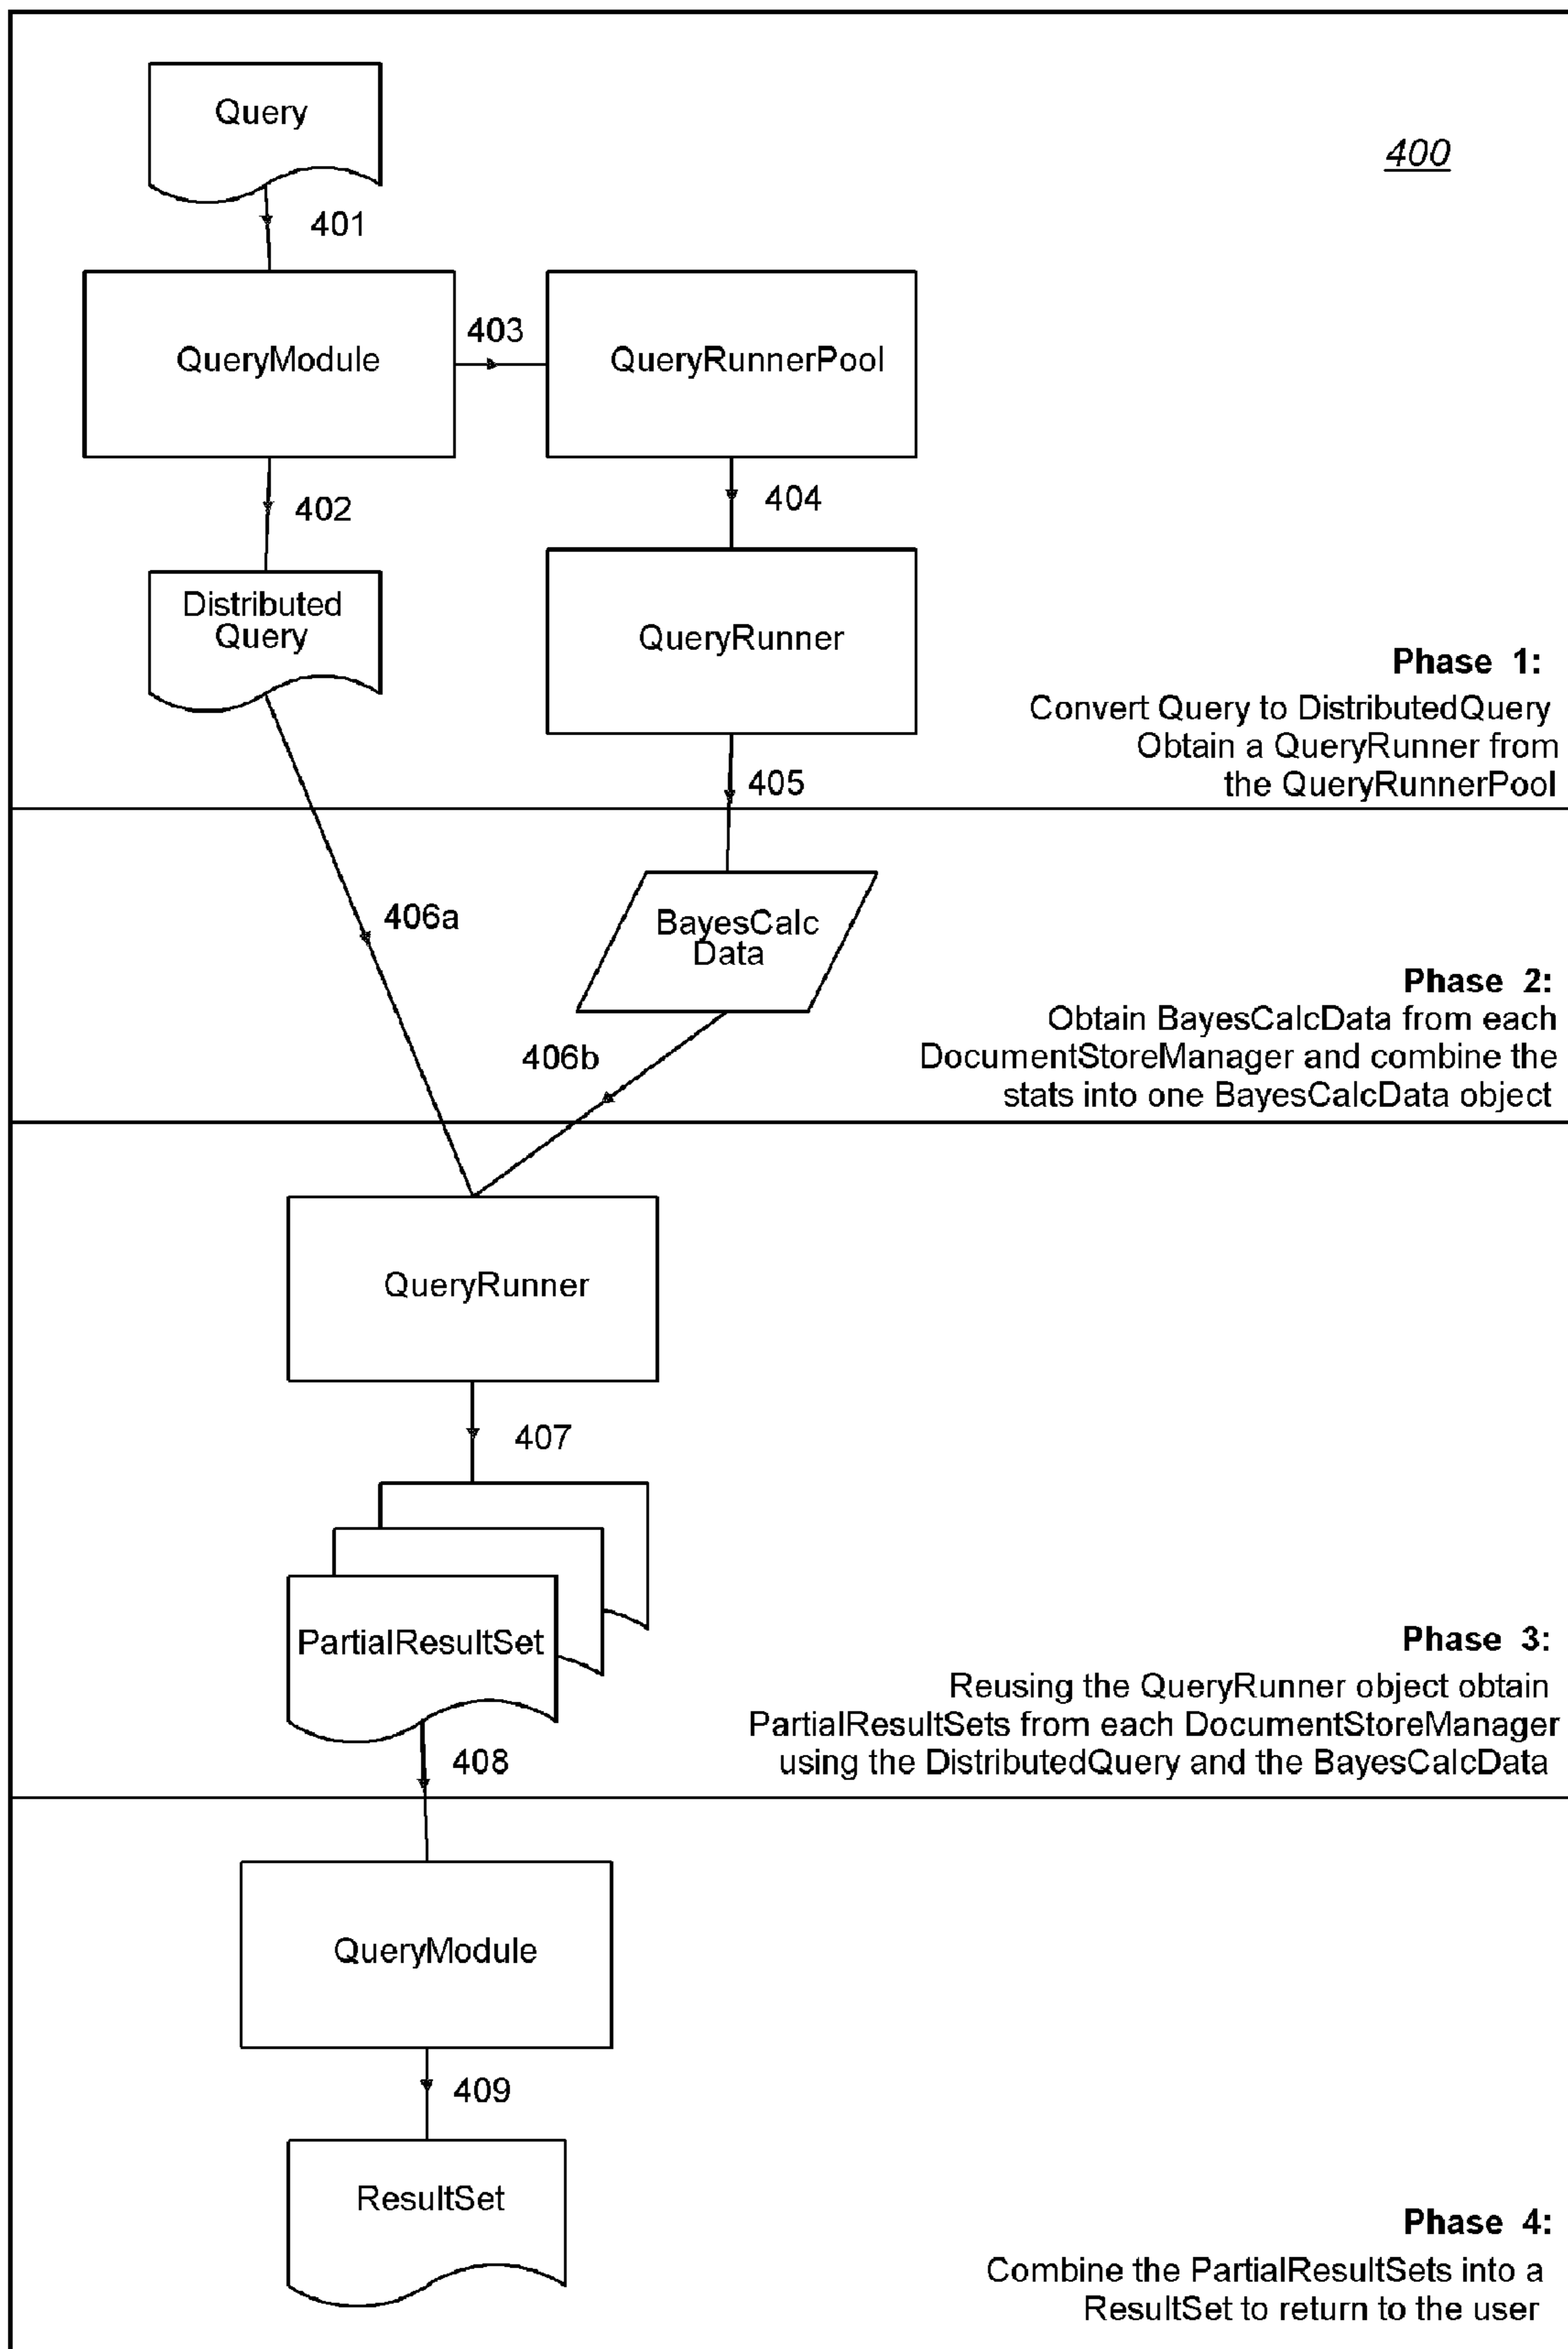 Query
400
401
QueryModule
403
QueryRunnerPool
402
404
Distributed
Query
QueryRunner
Phase 1:
Convert Query to DistributedQuery
Obtain a QueryRunner from
the QueryRunnerPool
405
406a
BayesCalc
Data
406b
Phase 2:
Obtain BayesCalcData from each
DocumentStoreManager and combine the
stats into one BayesCalcData object
QueryRunner
407
PartialResultSet
408
Phase 3:
Reusing the QueryRunner object obtain
PartialResultSets from each DocumentStoreManager
using the DistributedQuery and the BayesCalcData
QueryModule
409
ResultSet
Phase 4:
Combine the PartialResultSets into a
ResultSet to return to the user